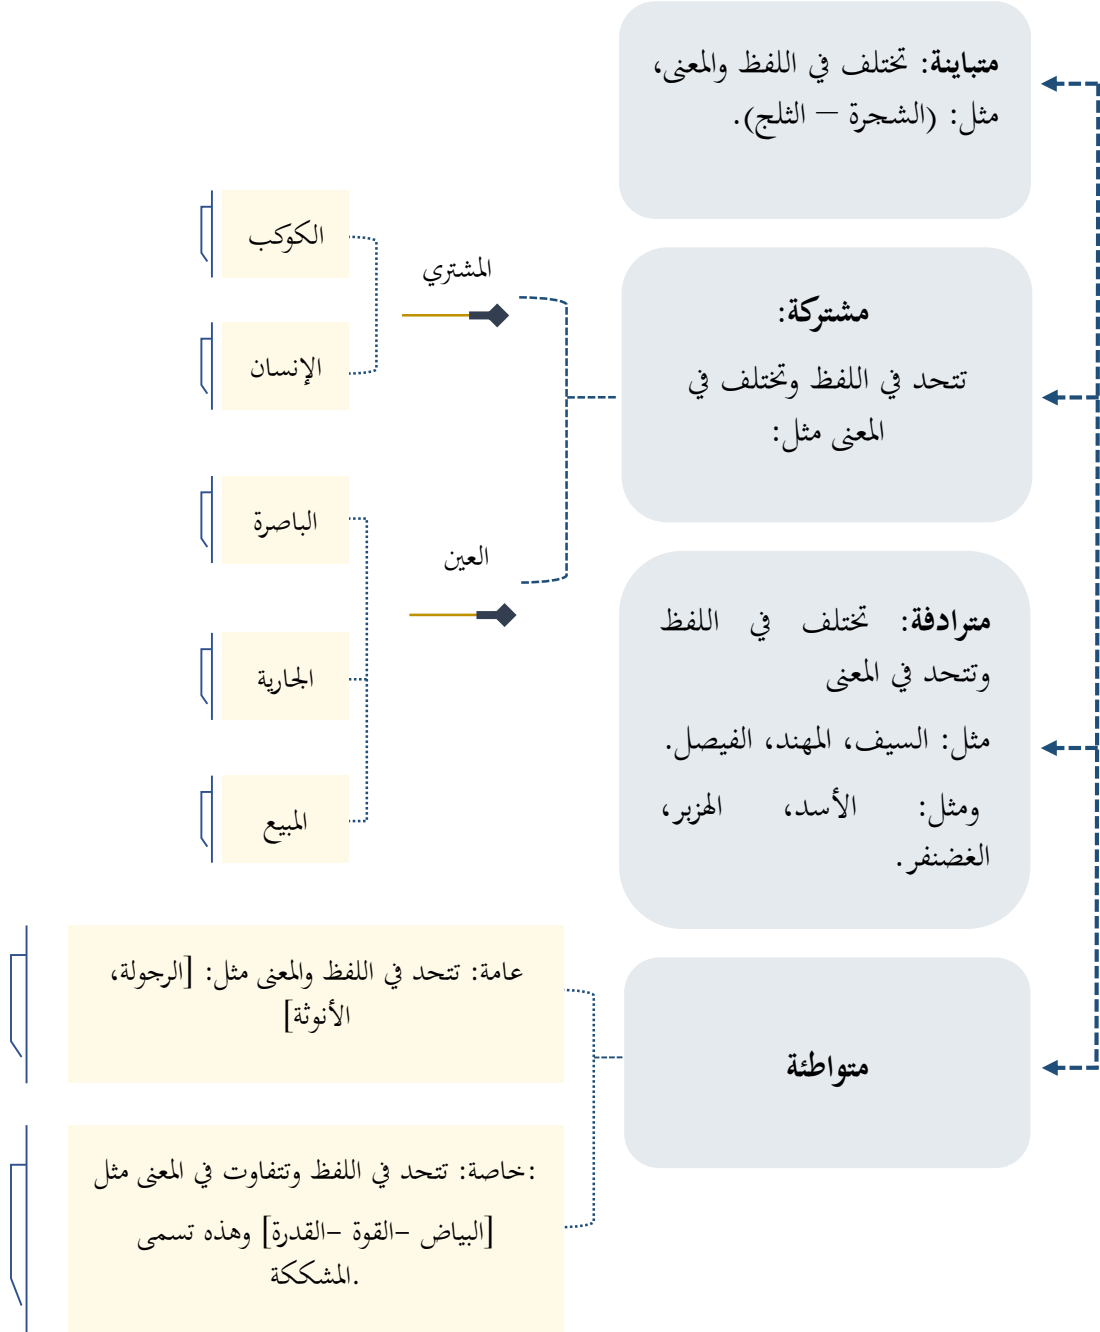 متباينة: تختلف في اللفظ والمعنى،
مثل: (الشجرة – الثلج).
مشتركة:
تتحد في اللفظ وتختلف في
المعنى مثل:
المشتري
الكوكب
الإنسان
العين
الباصرة
الجارية
المبيع
مترادفة: تختلف في اللفظ
وتتحد في المعنى
مثل: السيف، المهند، الفيصل.
ومثل: الأسد، الهزبر،
الغضنفر.
متواطئة
عامة: تتحد في اللفظ والمعنى مثل: [الرجولة،
الأنوثة]
خاصة: تتحد في اللفظ وتتفاوت في المعنى مثل:
[البياض -القوة -القدرة] وهذه تسمى
المشككة.